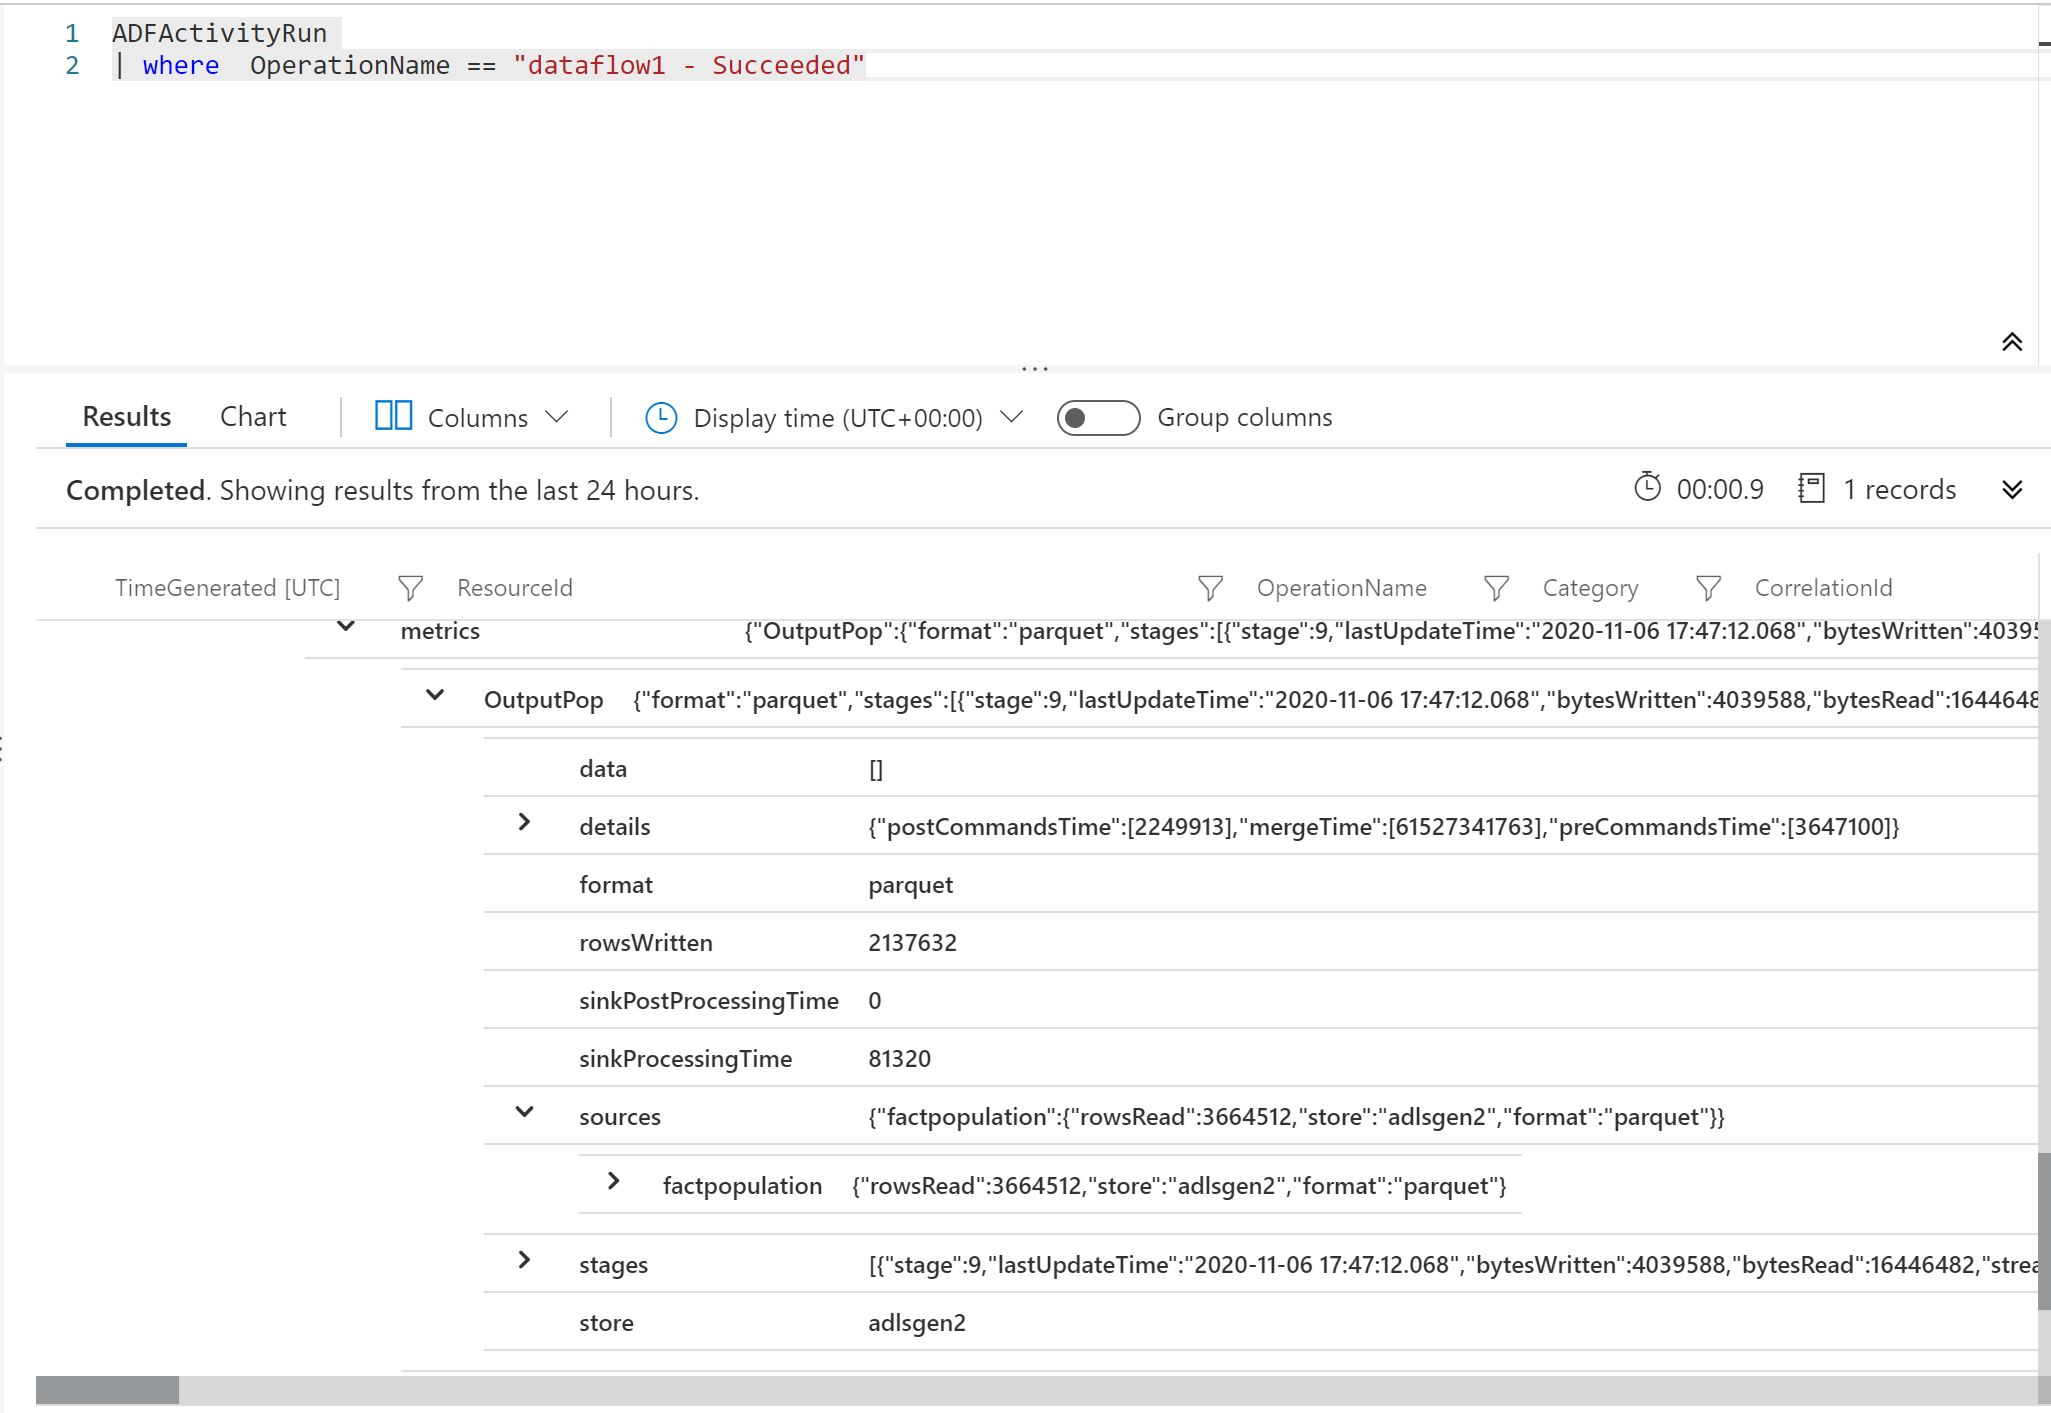 1 ADFActivityRun
2 | where  OperationName == "dataflow1 - Succeeded"
Results Chart Columns Display time (UTC+00:00) Group columns
Completed. Showing results from the last 24 hours. 00:00.9 1 records
TimeGenerated [UTC] ResourceId OperationName Category CorrelationId
metrics {"OutputPop":{"format":"parquet","stages":[{"stage":9,"lastUpdateTime":"2020-11-06 17:47:12.068","bytesWritten":40395
OutputPop {"format":"parquet","stages":[{"stage":9,"lastUpdateTime":"2020-11-06 17:47:12.068","bytesWritten":4039588,"bytesRead":1644648
data []
details {"postCommandsTime":[2249913],"mergeTime":[61527341763],"preCommandsTime":[3647100]}
format parquet
rowsWritten 2137632
sinkPostProcessingTime 0
sinkProcessingTime 81320
sources {"factpopulation":{"rowsRead":3664512,"store":"adlsgen2","format":"parquet"}}
factpopulation {"rowsRead":3664512,"store":"adlsgen2","format":"parquet"}
stages [{"stage":9,"lastUpdateTime":"2020-11-06 17:47:12.068","bytesWritten":4039588,"bytesRead":16446482,"strea
store adlsgen2